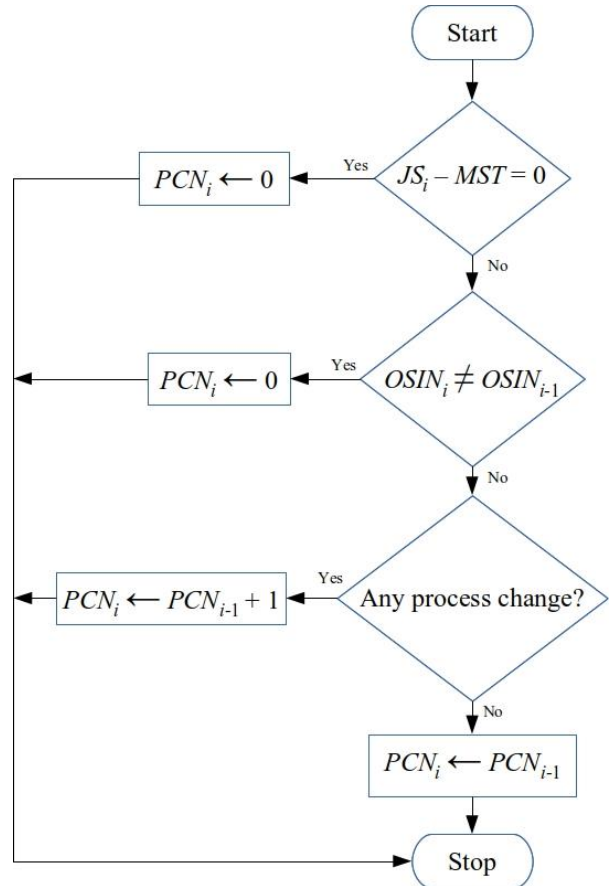 Start
JSᵢ – MST = 0
Yes
PCNᵢ ← 0
No
OSINᵢ ≠ OSINᵢ₋₁
Yes
PCNᵢ ← 0
No
Any process change?
Yes
PCNᵢ ← PCNᵢ₋₁ + 1
No
PCNᵢ ← PCNᵢ₋₁
Stop